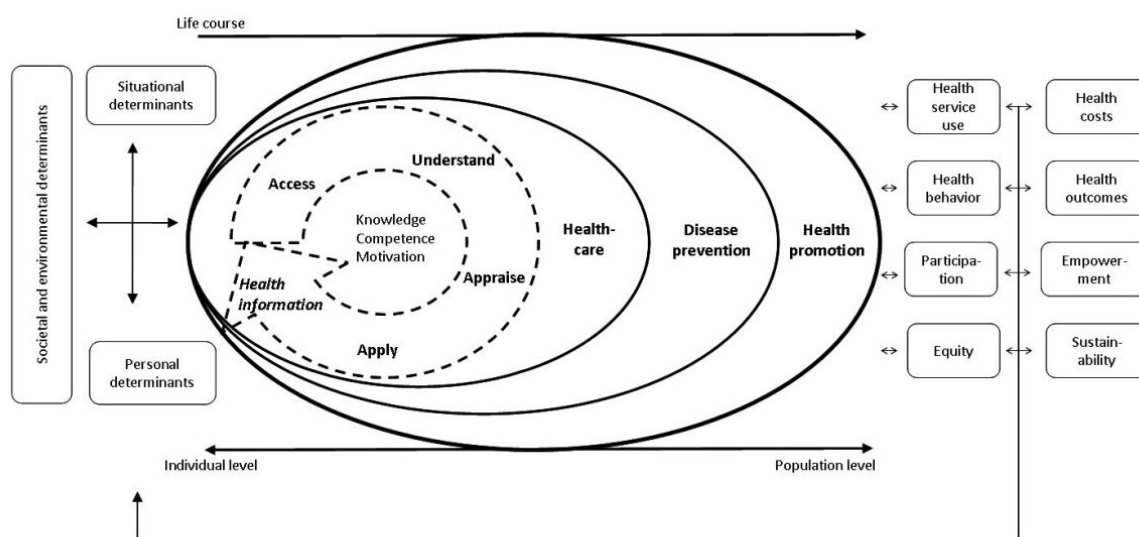 Life course
Societal and environmental determinants
Situational
determinants
Personal
determinants
Access
Understand
Knowledge
Competence
Motivation
Appraise
Health
information
Apply
Health-
care
Disease
prevention
Health
promotion
Individual level
Population level
Health
service
use
Health
costs
Health
behavior
Health
outcomes
Participa-
tion
Empower-
ment
Equity
Sustain-
ability